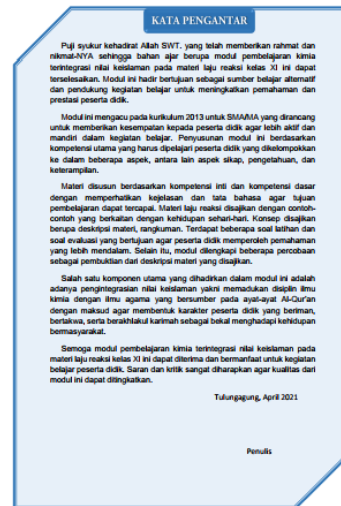 KATA PENGANTAR
Puji syukur kehadirat Allah SWT. yang telah memberikan rahmat dan
nikmat-NYA sehingga bahan ajar berupa modul pembelajaran kimia
terintegrasi nilai keislaman pada materi laju reaksi kelas XI ini dapat
terselesaikan. Modul ini hadir bertujuan sebagai sumber belajar alternatif
dan pendukung kegiatan belajar untuk meningkatkan pemahaman dan
prestasi peserta didik.
Modul ini mengacu pada kurikulum 2013 untuk SMA/MA yang dirancang
untuk memberikan kesempatan kepada peserta didik agar lebih aktif dan
mandiri dalam kegiatan belajar. Penyusunan modul ini berdasarkan
kompetensi utama yang harus dipelajari peserta didik yang dikelompokkan
ke dalam beberapa aspek, antara lain aspek sikap, pengetahuan, dan
keterampilan.
Materi disusun berdasarkan kompetensi inti dan kompetensi dasar
dengan memperhatikan kejelasan dan tata bahasa agar tujuan
pembelajaran dapat tercapai. Materi laju reaksi disajikan dengan contoh-
contoh yang berkaitan dengan kehidupan sehari-hari. Konsep disajikan
berupa deskripsi materi, rangkuman. Terdapat beberapa soal latihan dan
soal evaluasi yang bertujuan agar peserta didik memperoleh pemahaman
yang lebih mendalam. Selain itu, modul dilengkapi beberapa percobaan
sebagai pembuktian dari deskripsi materi yang disajikan.
Salah satu komponen utama yang dihadirkan dalam modul ini adalah
adanya pengintegrasian nilai keislaman yakni memadukan disiplin ilmu
kimia dengan ilmu agama yang bersumber pada ayat-ayat Al-Qur'an
dengan maksud agar membentuk karakter peserta didik yang beriman,
bertakwa, serta berakhlakul karimah sebagai bekal menghadapi kehidupan
bermasyarakat.
Semoga modul pembelajaran kimia terintegrasi nilai keislaman pada
materi laju reaksi kelas XI ini dapat diterima dan bermanfaat untuk kegiatan
belajar peserta didik. Saran dan kritik sangat diharapkan agar kualitas dari
modul ini dapat ditingkatkan.
Tulungagung, April 2021
Penulis